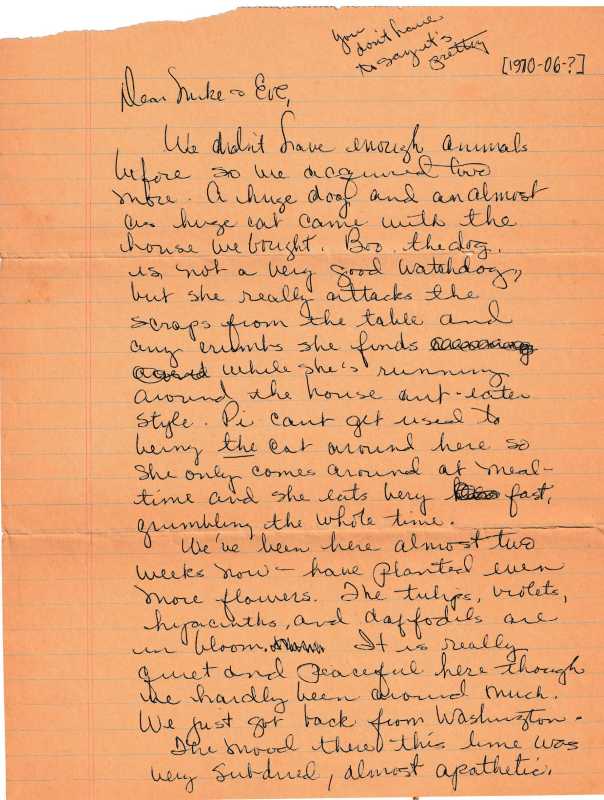 You
don't have
to say it's
pretty
[1970-06-?]
Dear Mike & Eve,
We didn't have enough animals
before so we acquired two
more. A huge dog and an almost
as huge cat came with the
house we bought. Boo, the dog,
is not a very good watchdog,
but she really attacks the
scraps from the table and
any crumbs she finds
while she's running
around the house ant-eater
style. Pi can't get used to
being the cat around here so
she only comes around at meal-
time and she eats very fast,
grumbling the whole time.
We've been here almost two
weeks now – have planted even
more flowers. The tulips, violets,
hyacinths, and daffodils are
in bloom. It is really
quiet and peaceful here though
we hardly been around much.
We just got back from Washington.
The mood there this time was
very subdued, almost apathetic.